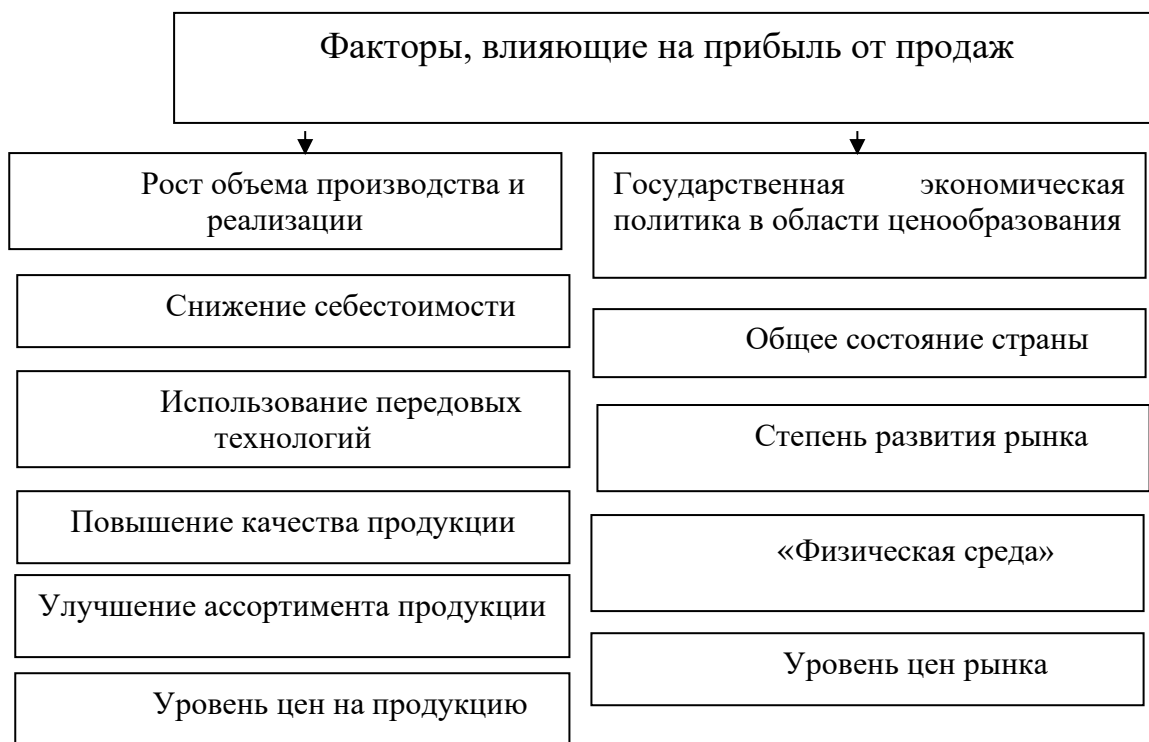 Факторы, влияющие на прибыль от продаж
Рост объема производства и
реализации
Снижение себестоимости
Использование передовых
технологий
Повышение качества продукции
Улучшение ассортимента продукции
Уровень цен на продукцию
Государственная экономическая
политика в области ценообразования
Общее состояние страны
Степень развития рынка
«Физическая среда»
Уровень цен рынка